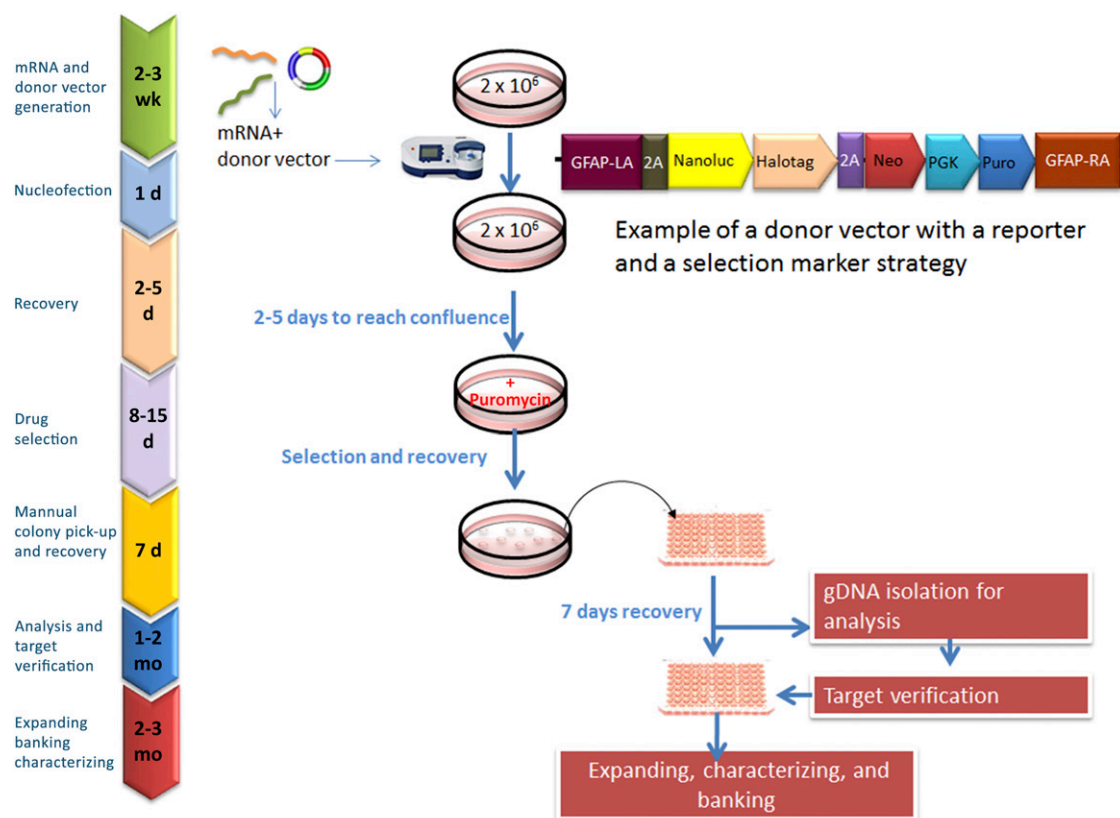 mRNA and
donor vector
generation
2-3
wk
Nucleofection
1 d
Recovery
2-5
d
Drug
selection
8-15
d
Mannual
colony pick-up
and recovery
7 d
Analysis and
target
verification
1-2
mo
Expanding
banking
characterizing
2-3
mo
mRNA+
donor vector
2 x 10⁶
2 x 10⁶
GFAP-LA 2A Nanoluc Halotag 2A Neo PGK Puro GFAP-RA
Example of a donor vector with a reporter
and a selection marker strategy
2-5 days to reach confluence
+
Puromycin
Selection and recovery
7 days recovery
gDNA isolation for
analysis
Target verification
Expanding, characterizing, and
banking